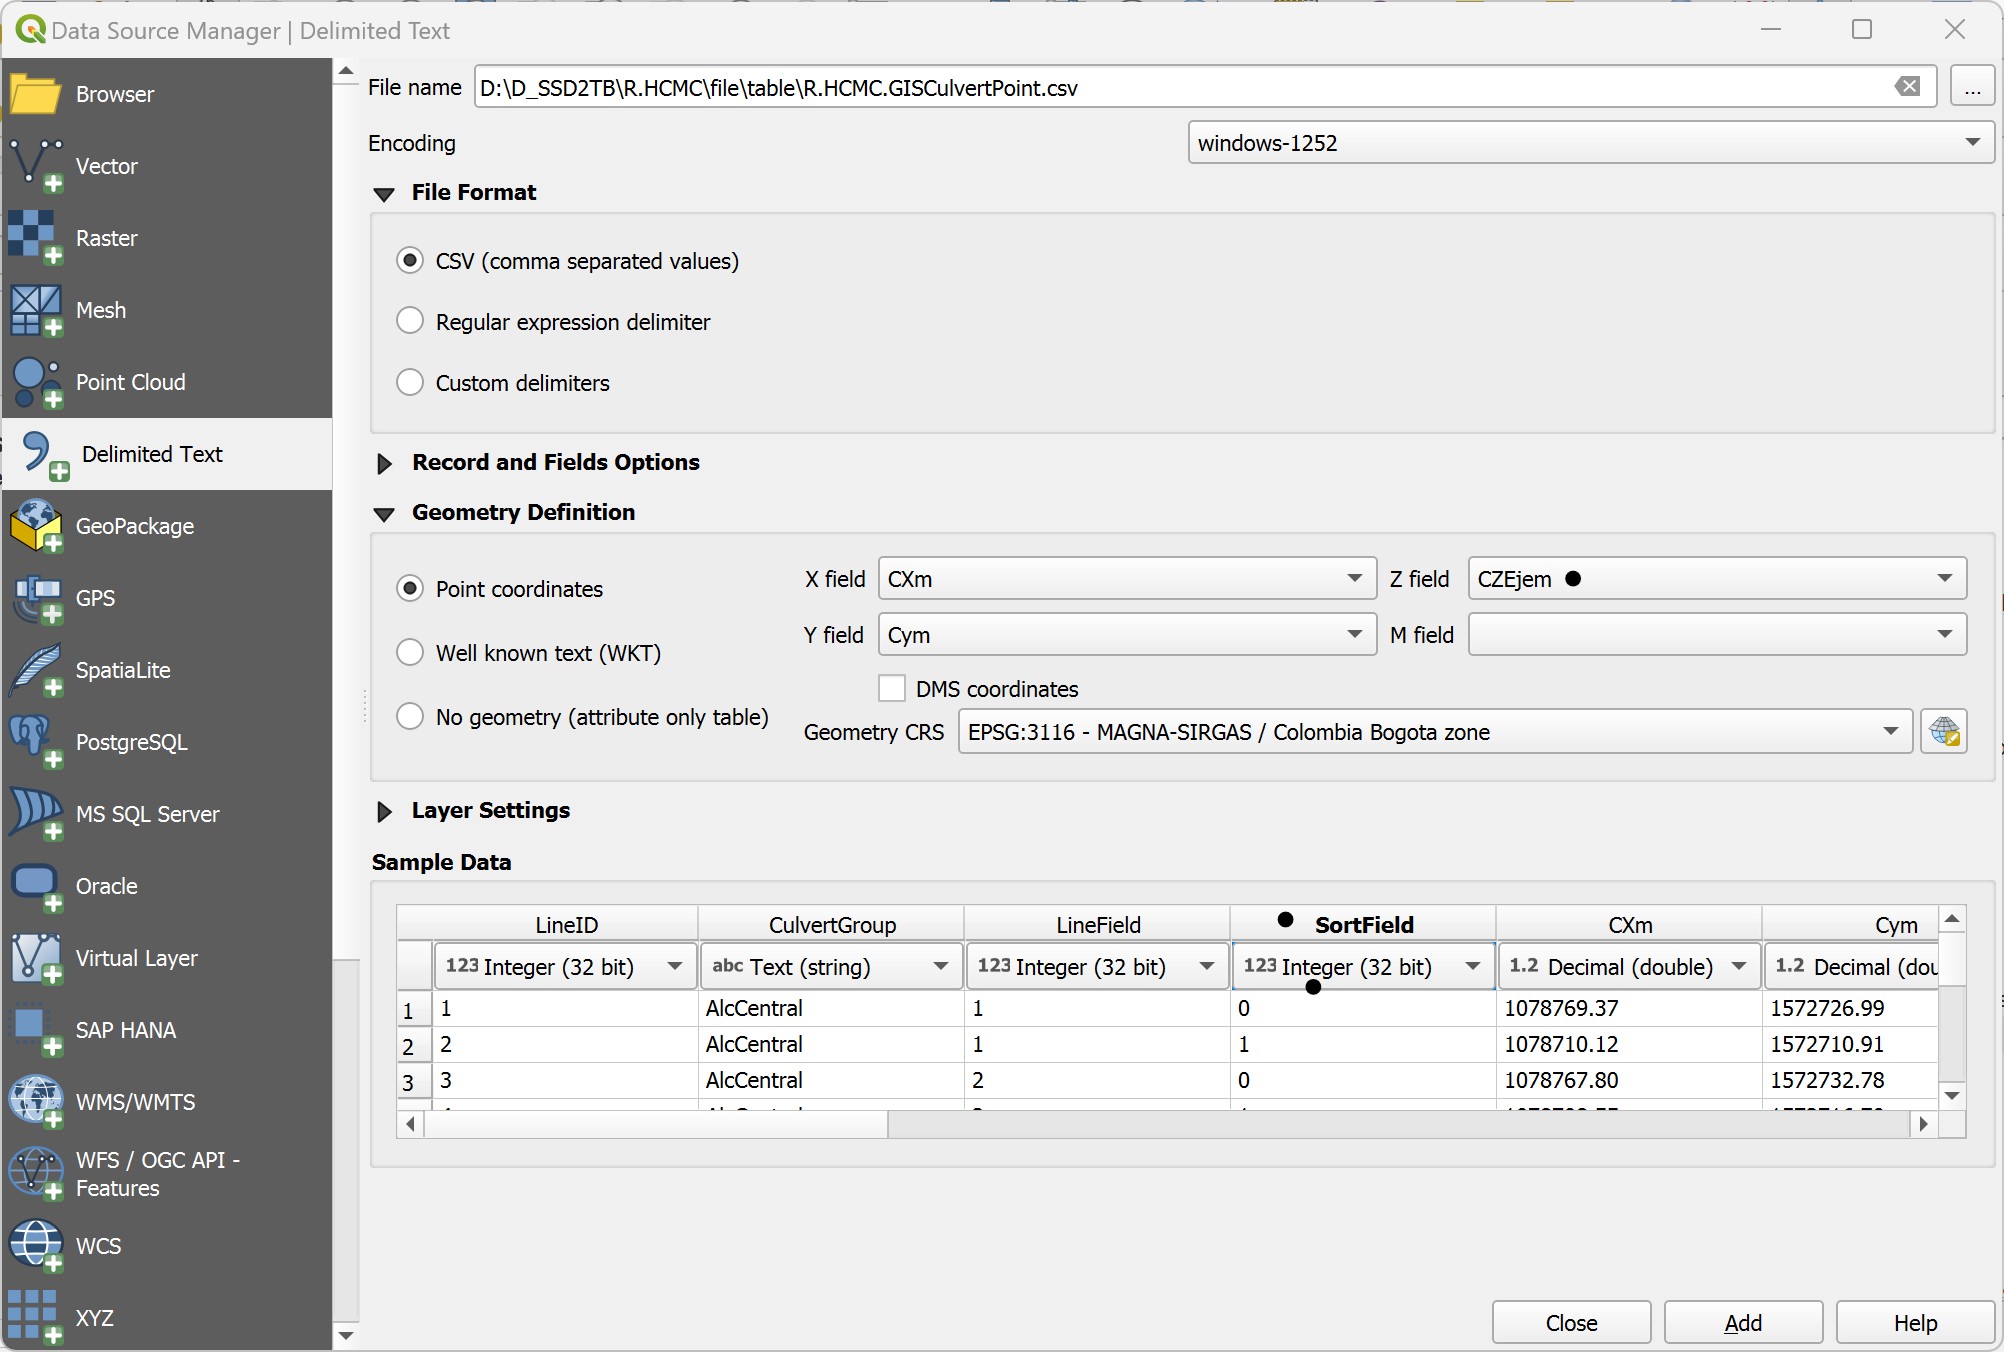 Data Source Manager | Delimited Text
Browser
Vector
Raster
Mesh
Point Cloud
Delimited Text
GeoPackage
GPS
SpatiaLite
PostgreSQL
MS SQL Server
Oracle
Virtual Layer
SAP HANA
WMS/WMTS
WFS / OGC API -
Features
WCS
XYZ
File name D:\D_SSD2TB\R.HCMC\file\table\R.HCMC.GISCulvertPoint.csv ...
Encoding windows-1252
File Format
CSV (comma separated values)
Regular expression delimiter
Custom delimiters
Record and Fields Options
Geometry Definition
Point coordinates
Well known text (WKT)
No geometry (attribute only table)
X field CXm Z field CZEjem
Y field Cym M field
DMS coordinates
Geometry CRS EPSG:3116 - MAGNA-SIRGAS / Colombia Bogota zone
Layer Settings
Sample Data
LineID CulvertGroup LineField SortField CXm Cym
123 Integer (32 bit) abc Text (string) 123 Integer (32 bit) 123 Integer (32 bit) 1.2 Decimal (double) 1.2 Decimal (dou
1 1 AlcCentral 1 0 1078769.37 1572726.99
2 2 AlcCentral 1 1 1078710.12 1572710.91
3 3 AlcCentral 2 0 1078767.80 1572732.78
Close Add Help